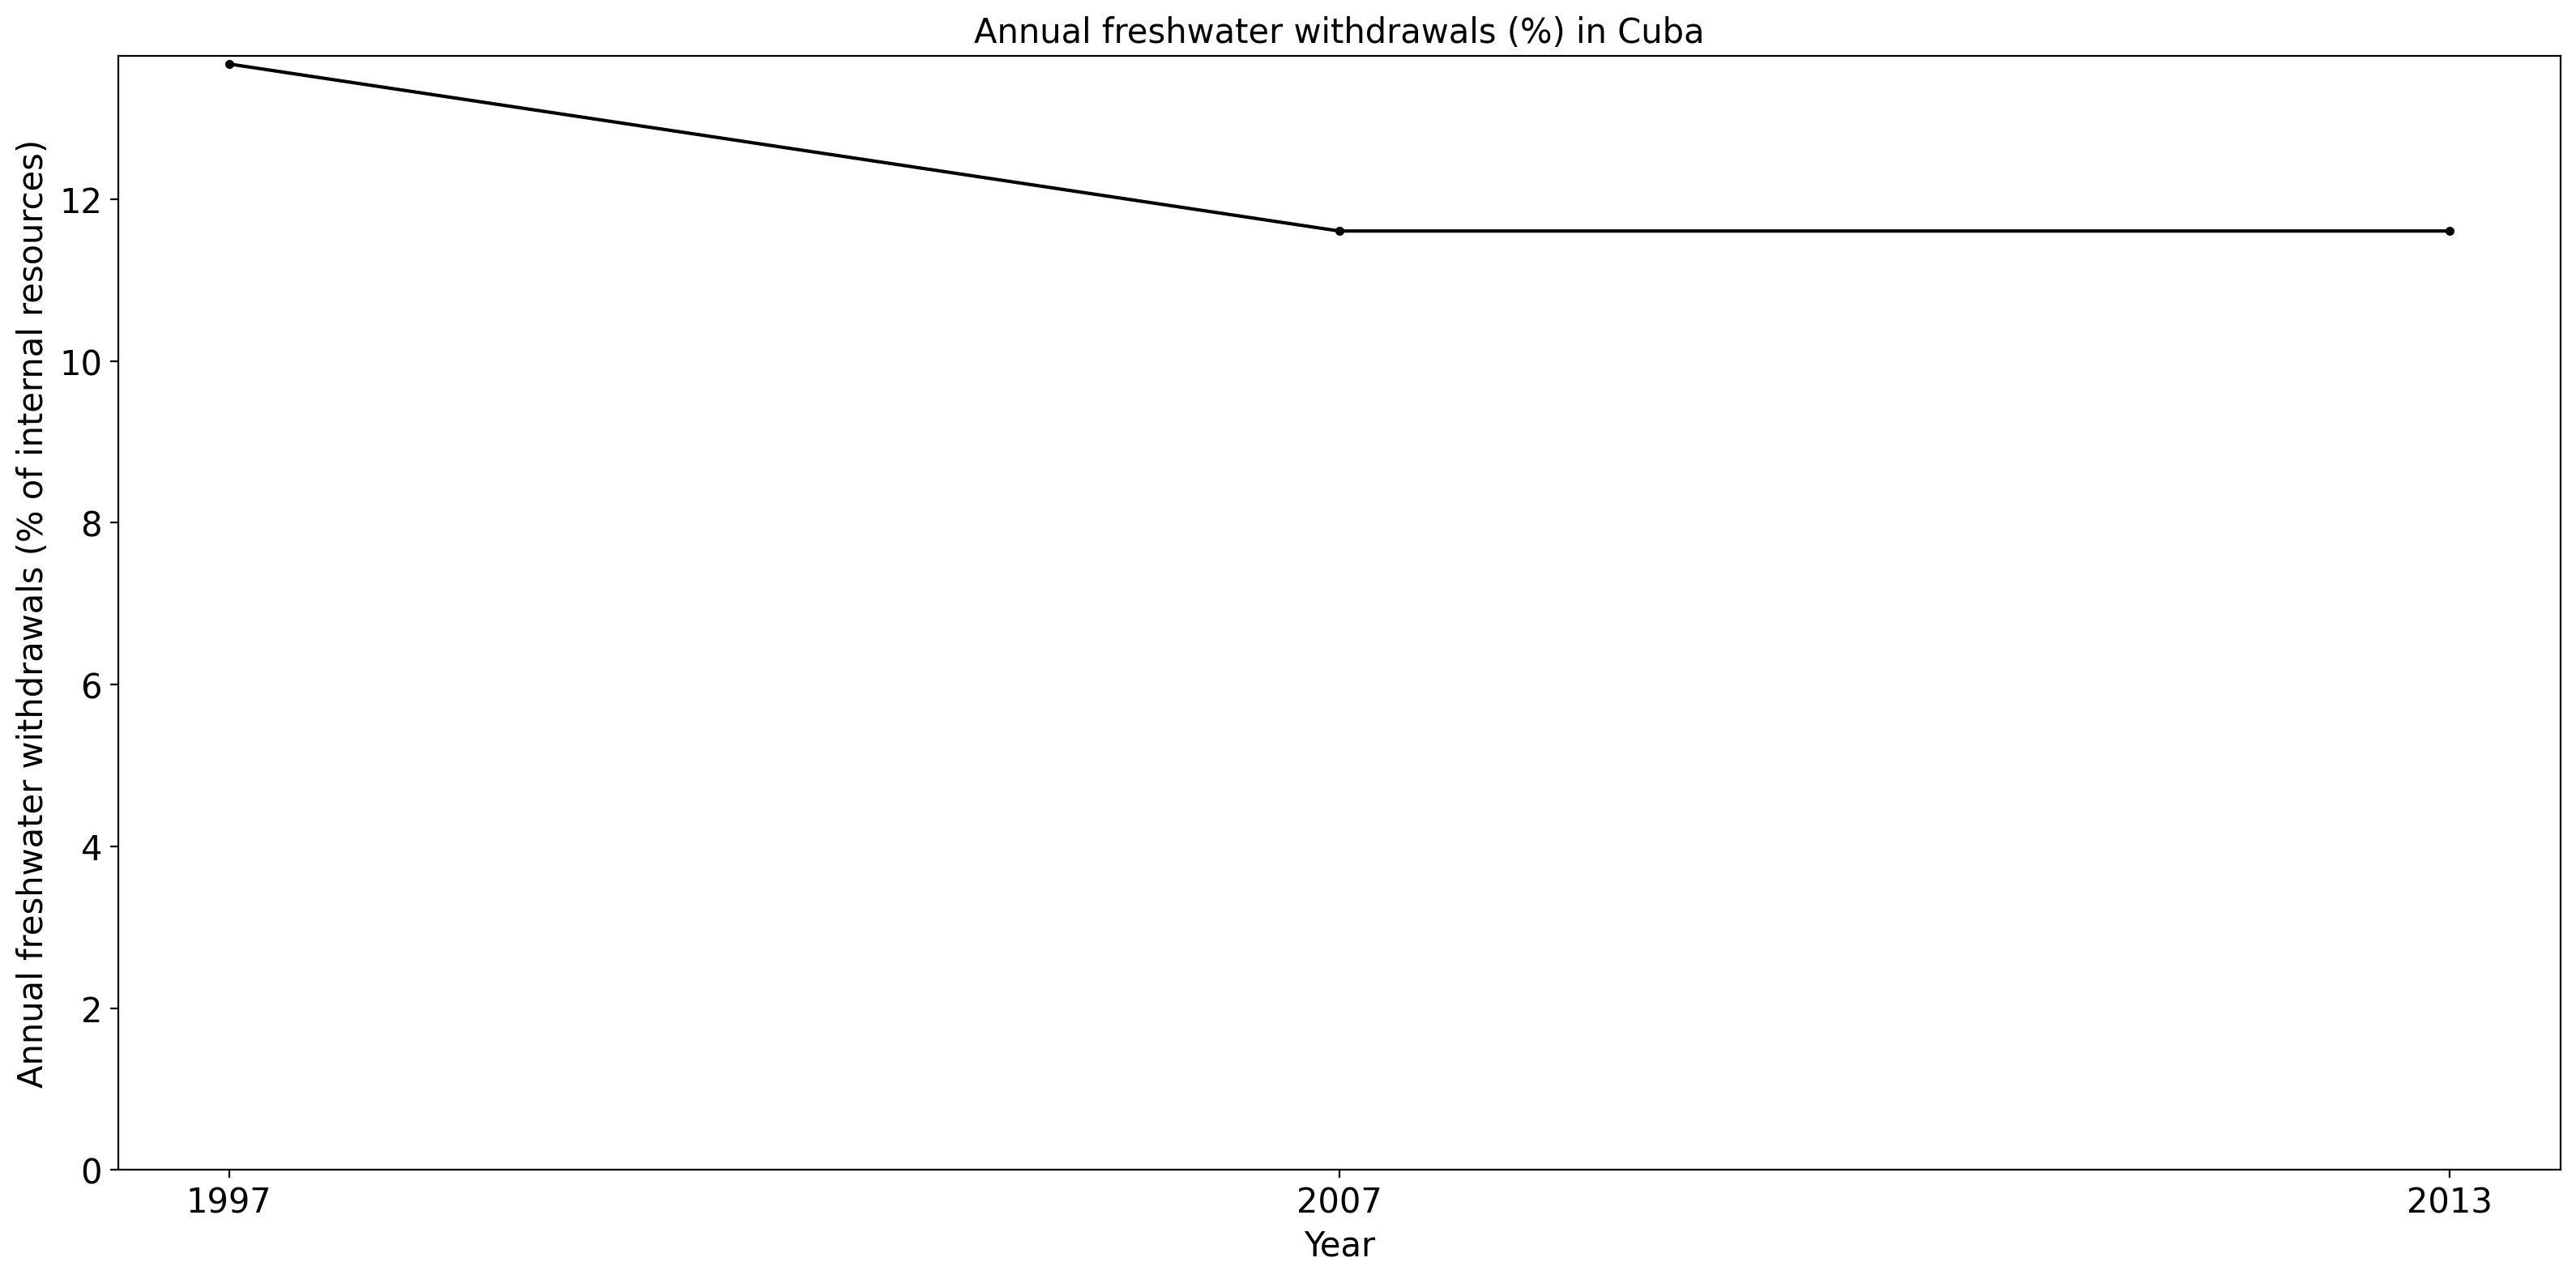 Annual freshwater withdrawals (%) in Cuba
Annual freshwater withdrawals (% of internal resources)
12
10
8
6
4
2
0
1997 2007 2013
Year